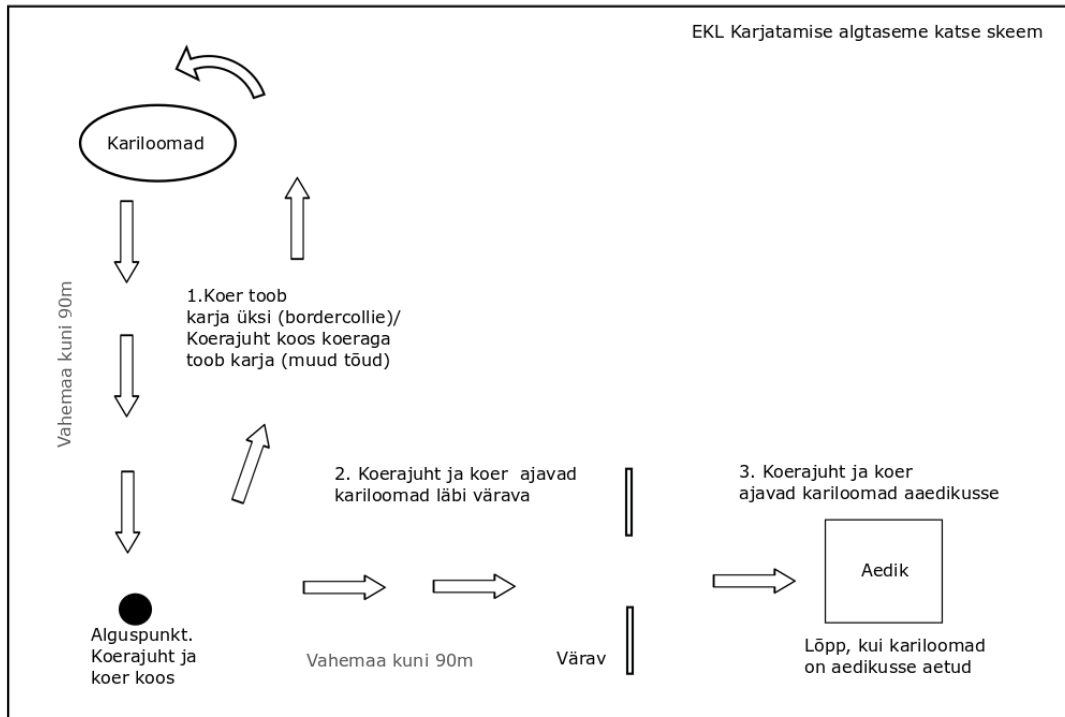 EKL Karjatamise algtaseme katse skeem
Kariloomad
Vahemaa kuni 90m
1.Koer toob
karja üksi (bordercollie)/
Koerajuht koos koeraga
toob karja (muud tõud)
2. Koerajuht ja koer ajavad
kariloomad läbi värava
3. Koerajuht ja koer
ajavad kariloomad aaedikusse
Aedik
Alguspunkt.
Koerajuht ja
koer koos
Vahemaa kuni 90m
Värav
Lõpp, kui kariloomad
on aedikusse aetud